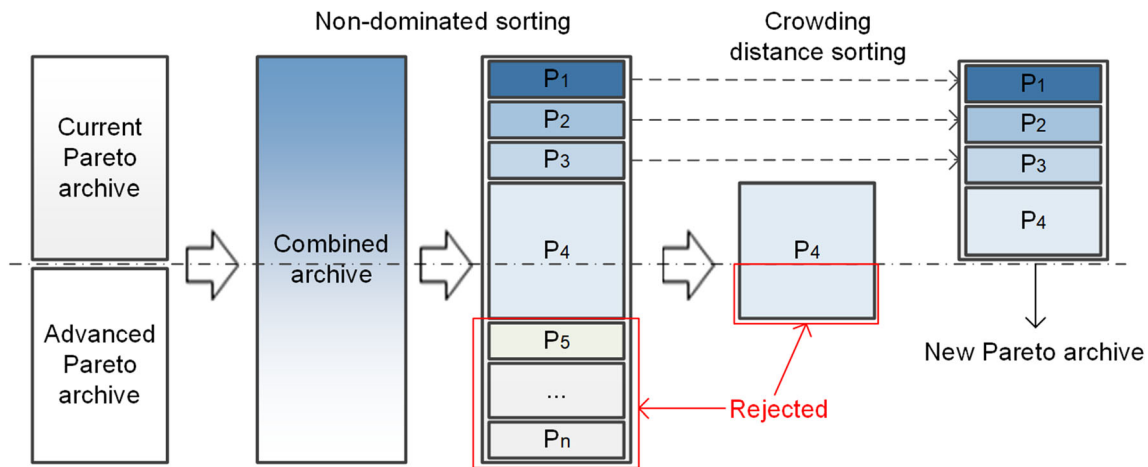 Non-dominated sorting
Crowding
distance sorting
Current
Pareto
archive
Advanced
Pareto
archive
Combined
archive
P1
P2
P3
P4
P5
...
Pn
P4
Rejected
P1
P2
P3
P4
New Pareto archive